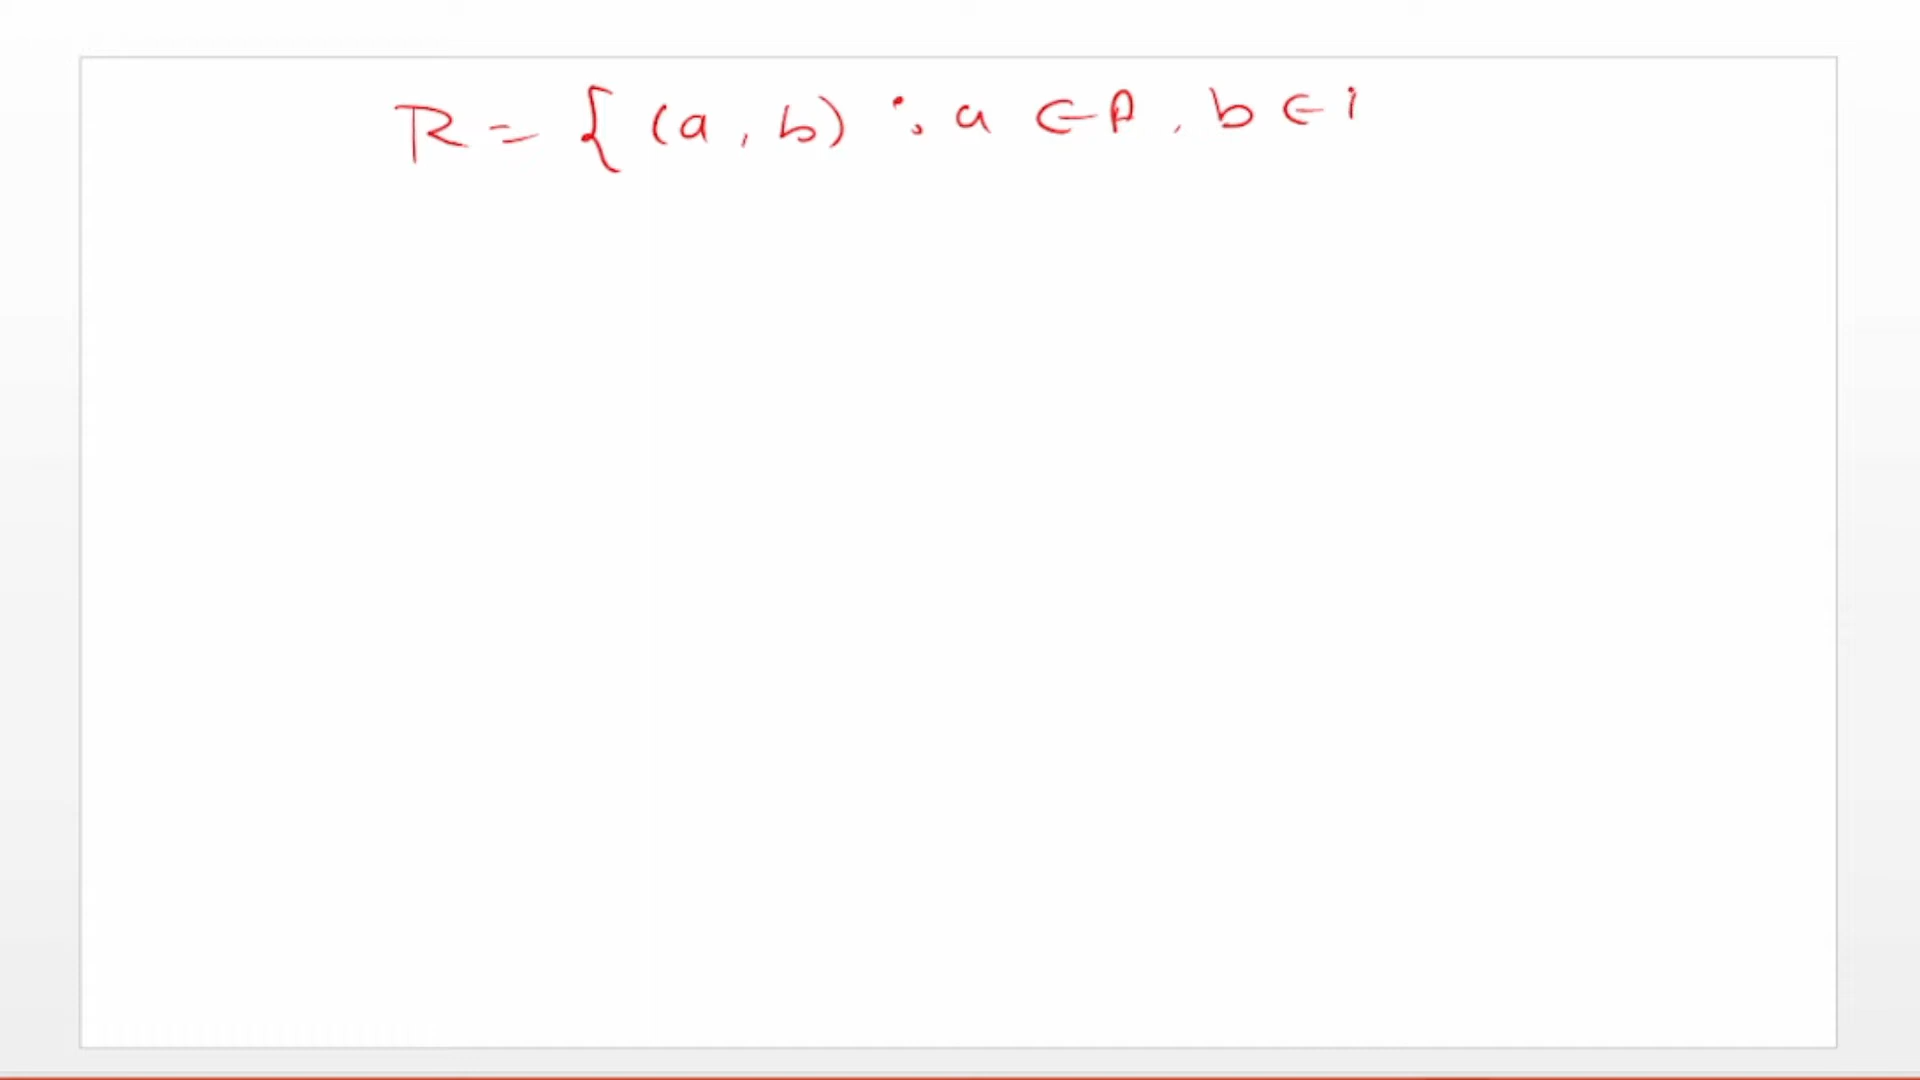 R = { (a, b) : a ∈ A, b ∈